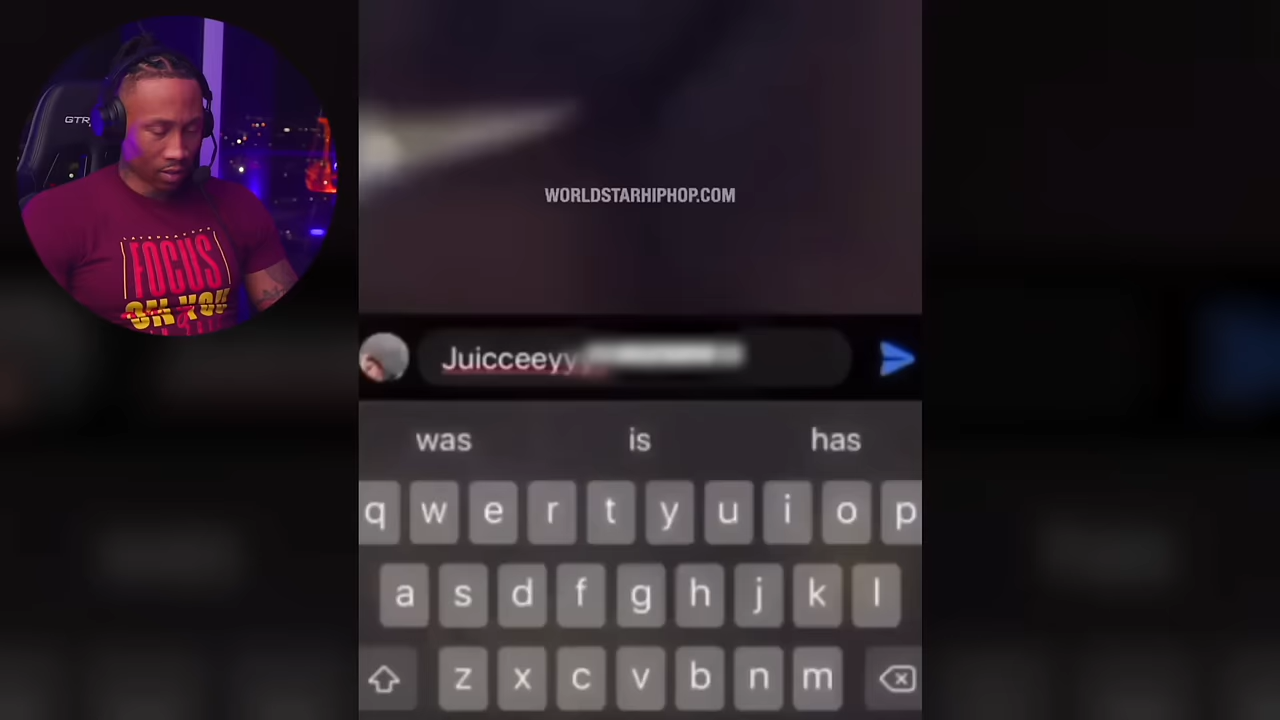 GTR
FOCUS
ON YOU
WORLDSTARHIPHOP.COM
Juicceeyy
was is has
q w e r t y u i o p
a s d f g h j k l
z x c v b n m